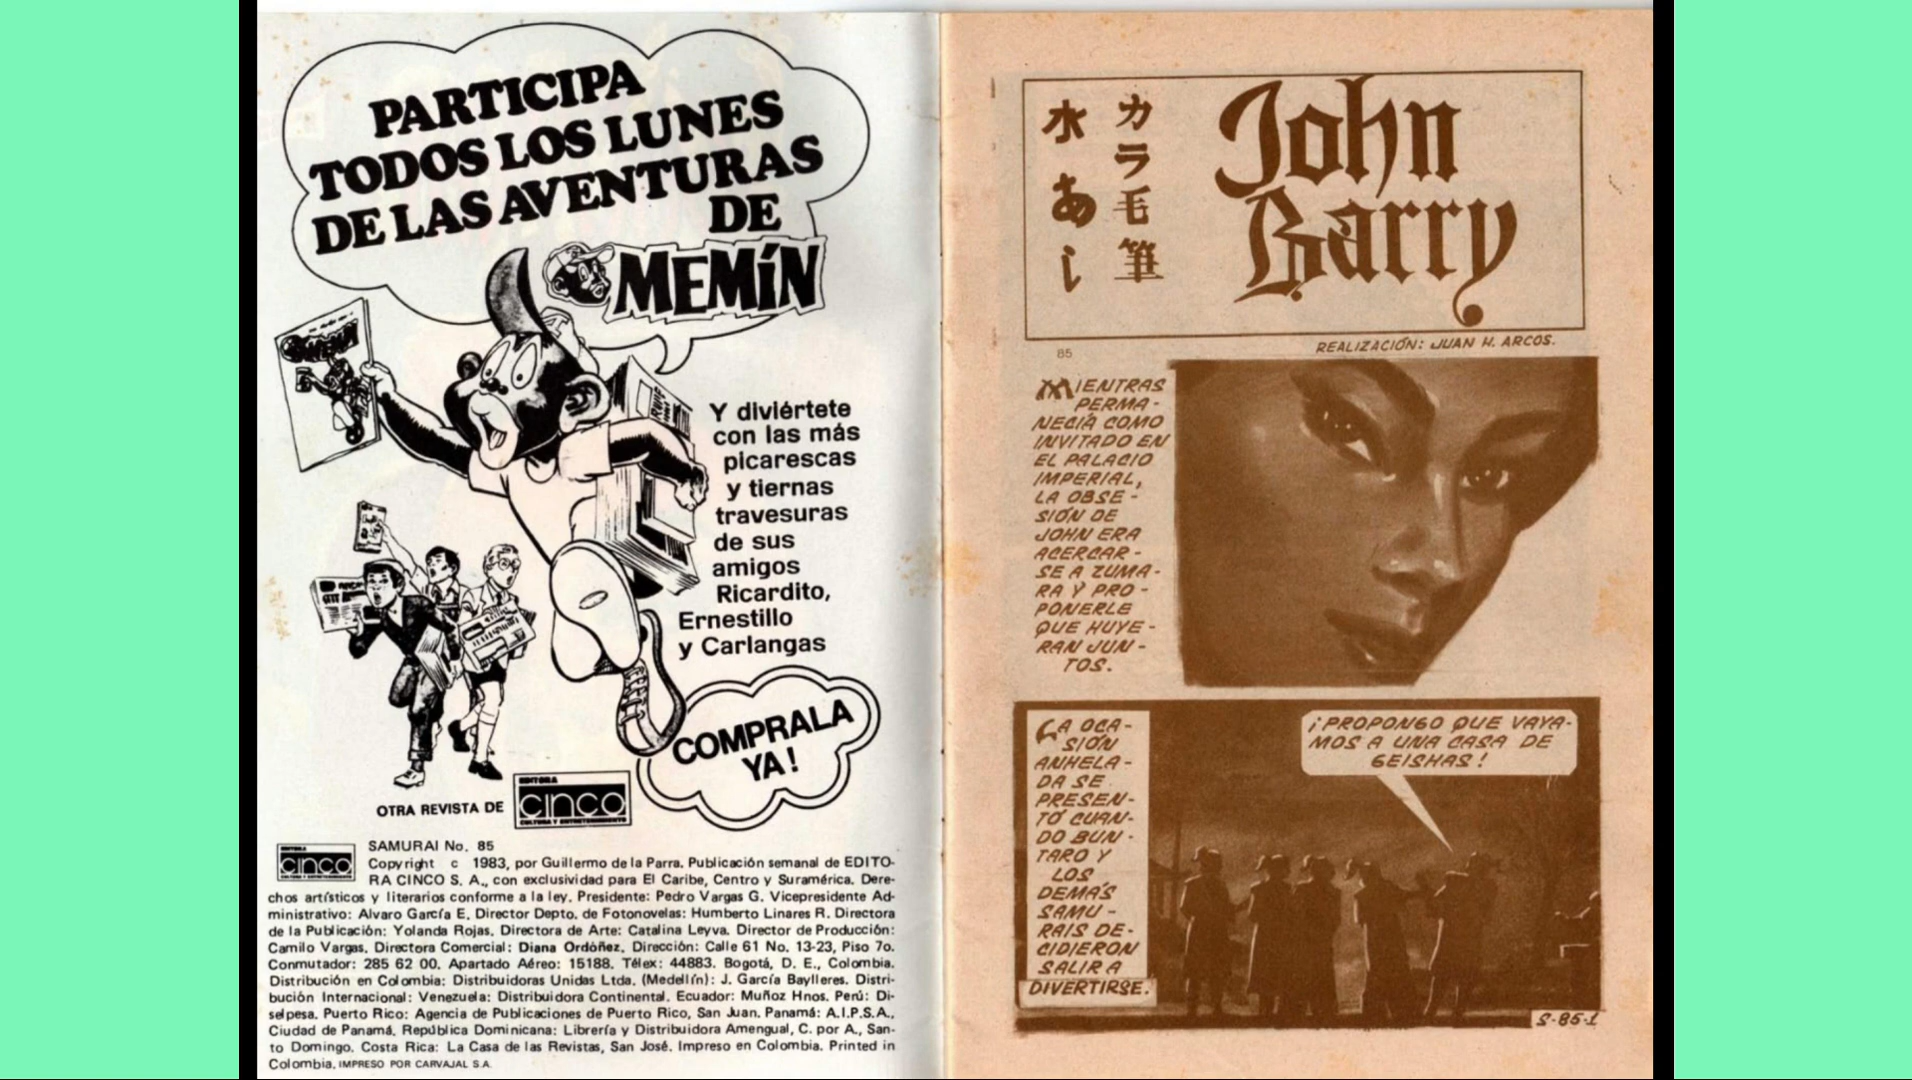 PARTICIPA
TODOS LOS LUNES
DE LAS AVENTURAS
DE
MEMÍN
Y diviértete
con las más
picarescas
y tiernas
travesuras
de sus
amigos
Ricardito,
Ernestillo
y Carlangas
COMPRALA
YA!
OTRA REVISTA DE
EDITORA
CINCO
CULTURA Y ENTRETENIMIENTO
EDITORA
CINCO
CULTURA Y ENTRETENIMIENTO
SAMURAI No. 85
Copyright c 1983, por Guillermo de la Parra. Publicación semanal de EDITO-
RA CINCO S. A., con exclusividad para El Caribe, Centro y Suramérica. Dere-
chos artísticos y literarios conforme a la ley. Presidente: Pedro Vargas G. Vicepresidente Ad-
ministrativo: Alvaro García E. Director Depto. de Fotonovelas: Humberto Linares R. Directora
de la Publicación: Yolanda Rojas. Directora de Arte: Catalina Leyva. Director de Producción:
Camilo Vargas. Directora Comercial: Diana Ordóñez. Dirección: Calle 61 No. 13-23, Piso 7o.
Conmutador: 285 62 00. Apartado Aéreo: 15188. Télex: 44883. Bogotá, D. E., Colombia.
Distribución en Colombia: Distribuidoras Unidas Ltda. (Medellín): J. García Baylleres. Distri-
bución Internacional: Venezuela: Distribuidora Continental. Ecuador: Muñoz Hnos. Perú: Di-
selpesa. Puerto Rico: Agencia de Publicaciones de Puerto Rico, San Juan. Panamá: A.I.P.S.A.,
Ciudad de Panamá. República Dominicana: Librería y Distribuidora Amengual, C. por A., San-
to Domingo. Costa Rica: La Casa de las Revistas, San José. Impreso en Colombia. Printed in
Colombia. IMPRESO POR CARVAJAL S.A.
カラ毛筆
水あし
John
Barry
REALIZACIÓN: JUAN H. ARCOS.
85
MIENTRAS
PERMA-
NECÍA COMO
INVITADO EN
EL PALACIO
IMPERIAL,
LA OBSE-
SIÓN DE
JOHN ERA
ACERCAR-
SE A ZUMA-
RA Y PRO-
PONERLE
QUE HUYE-
RAN JUN-
TOS.
LA OCA-
SIÓN
ANHELA-
DA SE
PRESEN-
TÓ CUAN-
DO BUN-
TARO Y
LOS
DEMÁS
SAMU-
RAIS DE-
CIDIERON
SALIR A
DIVERTIRSE.
¡PROPONGO QUE VAYA-
MOS A UNA CASA DE
GEISHAS!
S-85-1